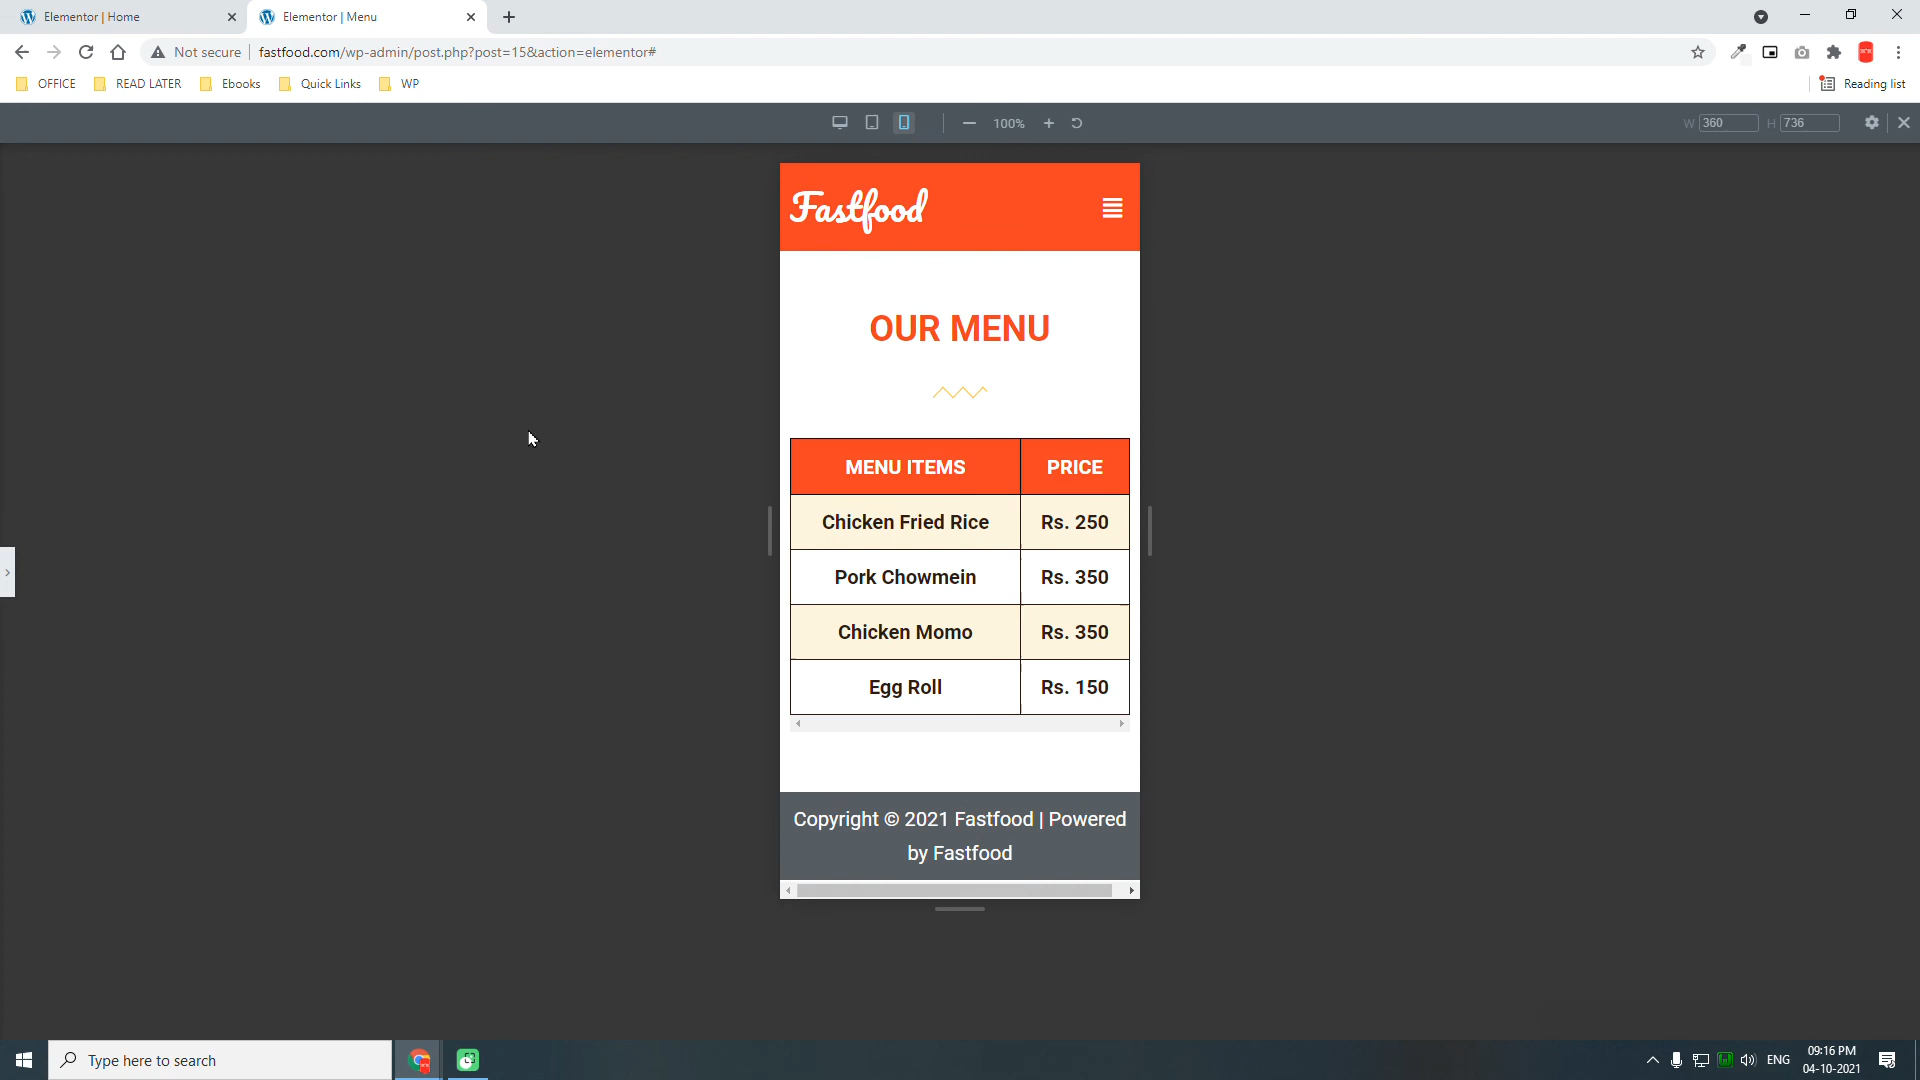 Elementor | Home
Elementor | Menu
Not secure
fastfood.com/wp-admin/post.php?post=15&action=elementor#
OFFICE
READ LATER
Ebooks
Quick Links
WP
Reading list
100%
W 360
H 736
Fastfood
OUR MENU
MENU ITEMS PRICE
Chicken Fried Rice Rs. 250
Pork Chowmein Rs. 350
Chicken Momo Rs. 350
Egg Roll Rs. 150
Copyright © 2021 Fastfood | Powered
by Fastfood
Type here to search
ENG
09:16 PM
04-10-2021